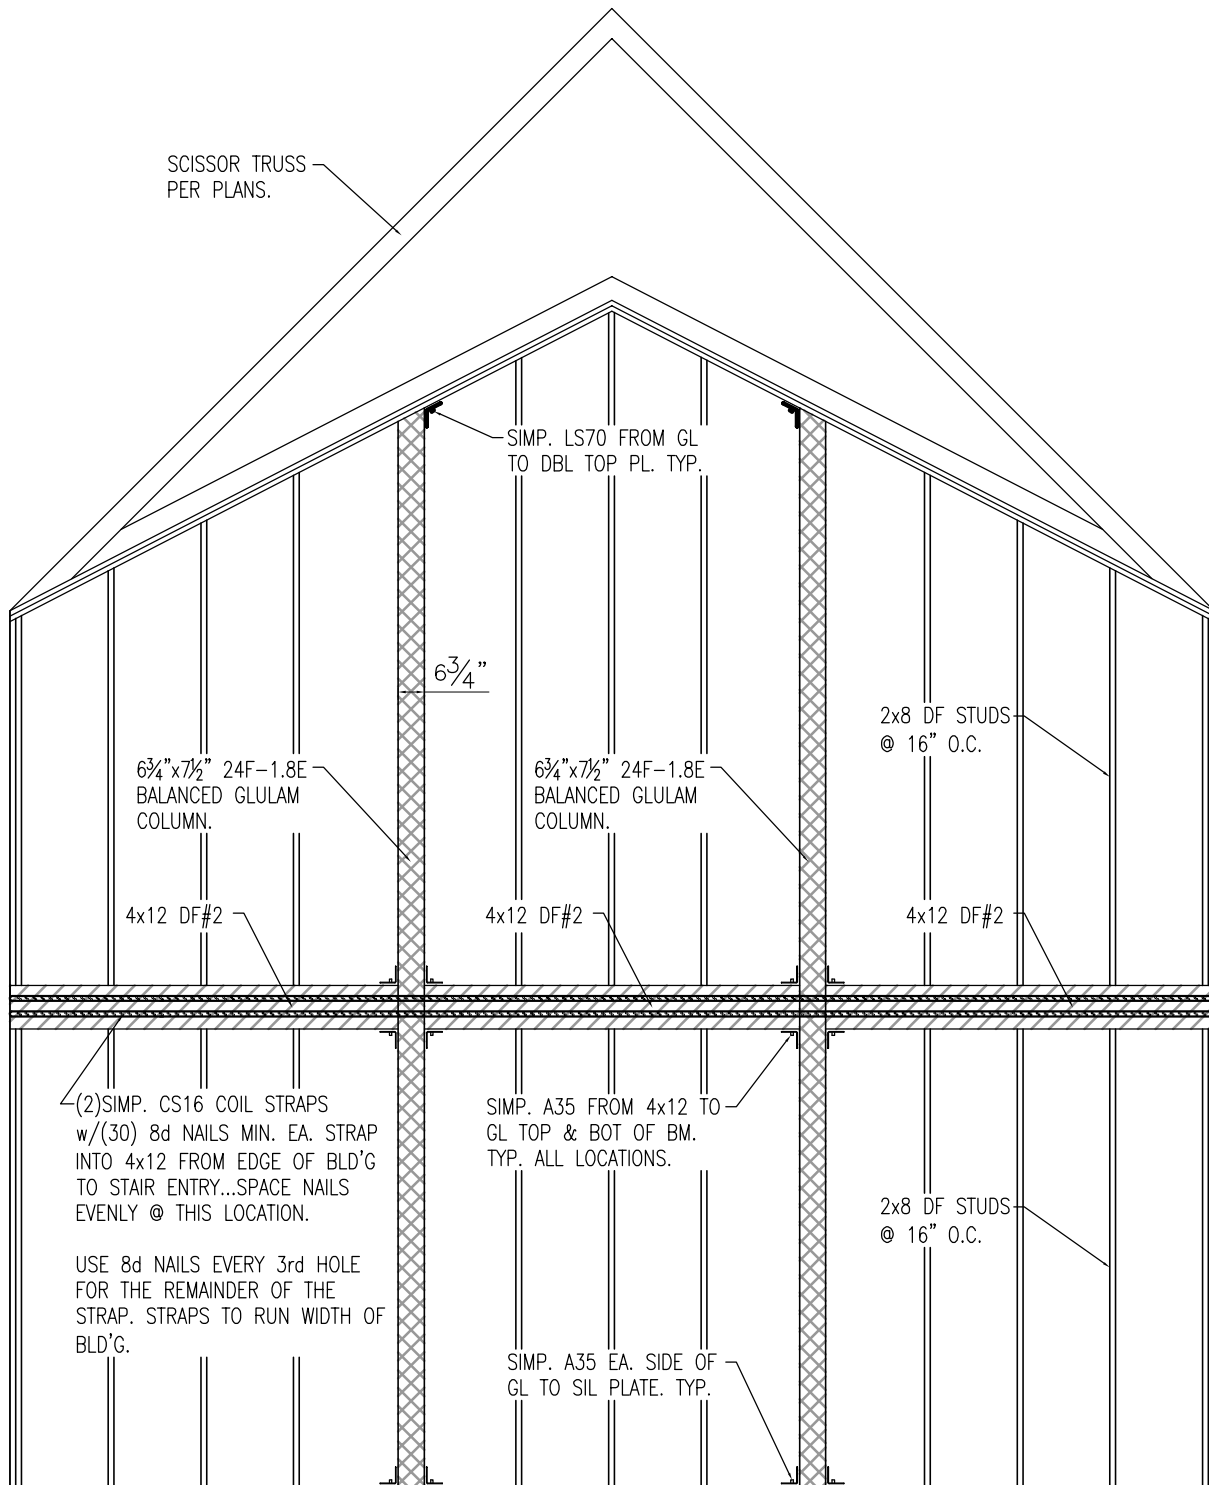 SCISSOR TRUSS
PER PLANS.
SIMP. LS70 FROM GL
TO DBL TOP PL. TYP.
6¾"
2x8 DF STUDS
@ 16" O.C.
6¾"x7½" 24F-1.8E
BALANCED GLULAM
COLUMN.
6¾"x7½" 24F-1.8E
BALANCED GLULAM
COLUMN.
4x12 DF#2
4x12 DF#2
4x12 DF#2
(2)SIMP. CS16 COIL STRAPS
w/(30) 8d NAILS MIN. EA. STRAP
INTO 4x12 FROM EDGE OF BLD'G
TO STAIR ENTRY...SPACE NAILS
EVENLY @ THIS LOCATION.
USE 8d NAILS EVERY 3rd HOLE
FOR THE REMAINDER OF THE
STRAP. STRAPS TO RUN WIDTH OF
BLD'G.
SIMP. A35 FROM 4x12 TO
GL TOP & BOT OF BM.
TYP. ALL LOCATIONS.
2x8 DF STUDS
@ 16" O.C.
SIMP. A35 EA. SIDE OF
GL TO SIL PLATE. TYP.